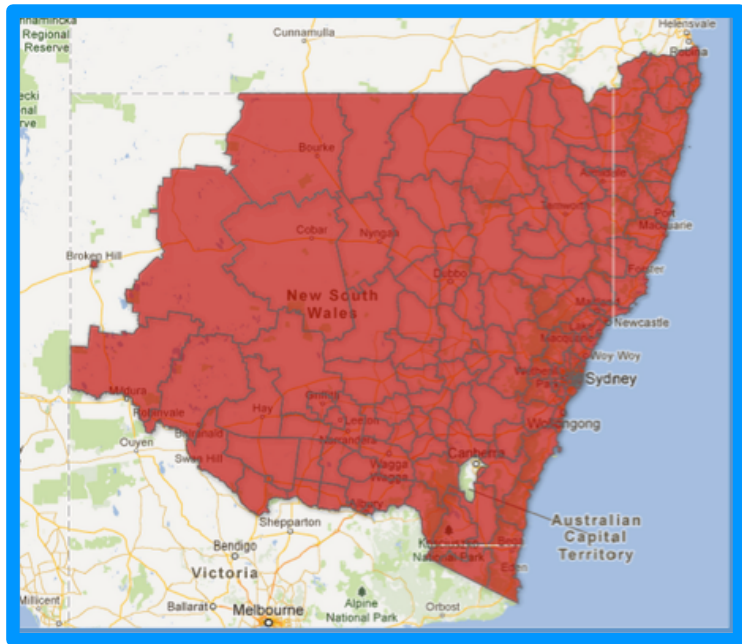 Regional
Reserve
Cunnamulla
Helensvale
Robina
Bourke
Armidale
Tamworth
Port
Macquarie
Cobar
Nyngan
Broken Hill
Dubbo
Forster
New South
Wales
Maitland
Newcastle
Lake
Macquarie
Woy Woy
Sydney
Mildura
Robinvale
Hay
Griffith
Leeton
Narrandera
Wollongong
Balranald
Ouyen
Swan Hill
Wagga
Wagga
Canberra
Albury
Shepparton
Australian
Capital
Territory
National Park
Bega
Eden
Bendigo
Victoria
Millicent
Ballarat
Melbourne
Alpine
National Park
Orbost